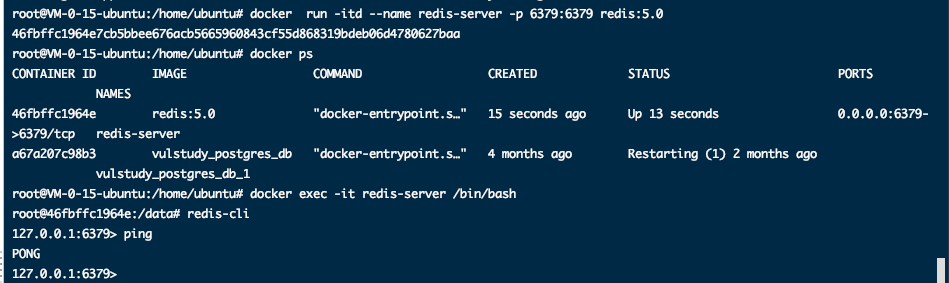 root@VM-0-15-ubuntu:/home/ubuntu# docker  run -itd --name redis-server -p 6379:6379 redis:5.0
46fbffc1964e7cb5bbee676acb5665960843cf55d868319bdeb06d4780627baa
root@VM-0-15-ubuntu:/home/ubuntu# docker ps
CONTAINER ID        IMAGE                  COMMAND                  CREATED             STATUS                       PORTS
            NAMES
46fbffc1964e        redis:5.0              "docker-entrypoint.s…"   15 seconds ago      Up 13 seconds                0.0.0.0:6379-
>6379/tcp   redis-server
a67a207c98b3        vulstudy_postgres_db   "docker-entrypoint.s…"   4 months ago        Restarting (1) 2 months ago
            vulstudy_postgres_db_1
root@VM-0-15-ubuntu:/home/ubuntu# docker exec -it redis-server /bin/bash
root@46fbffc1964e:/data# redis-cli
127.0.0.1:6379> ping
PONG
127.0.0.1:6379>